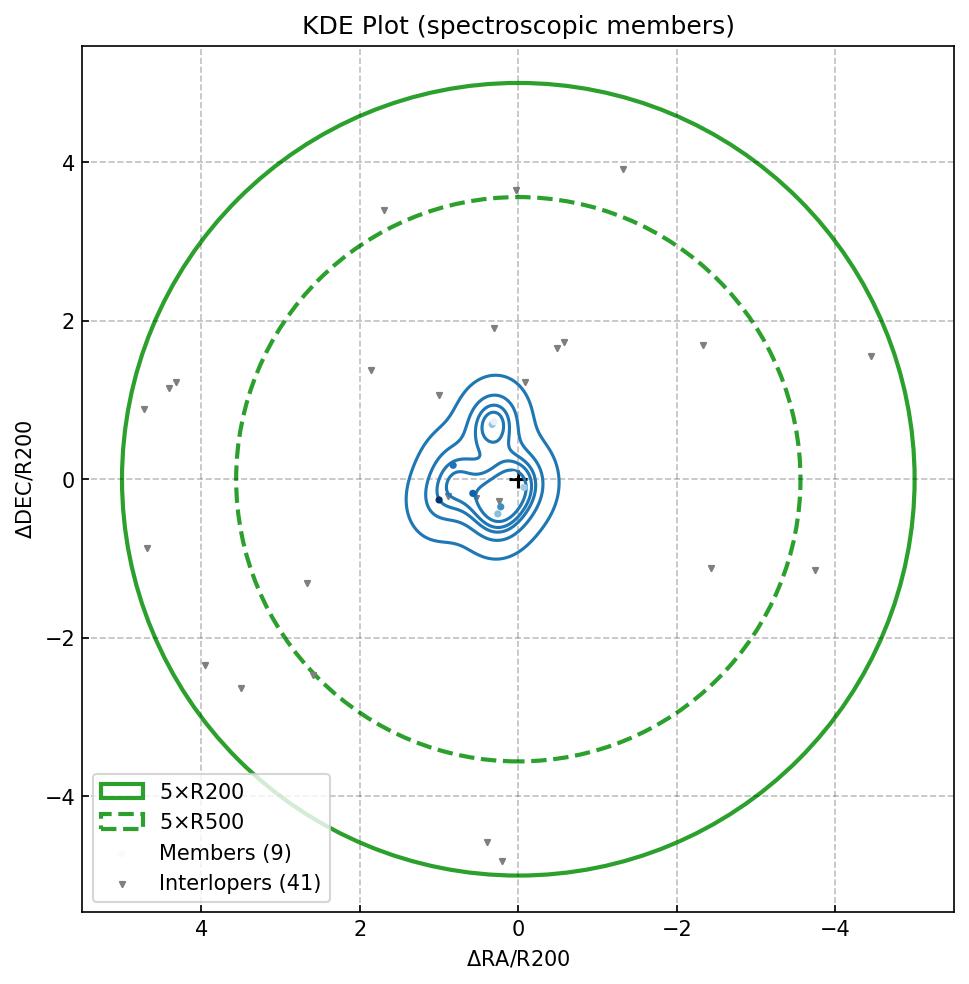 KDE Plot (spectroscopic members)
4
2
0
−2
−4
ΔDEC/R200
5×R200
5×R500
Members (9)
Interlopers (41)
4
2
0
−2
−4
ΔRA/R200